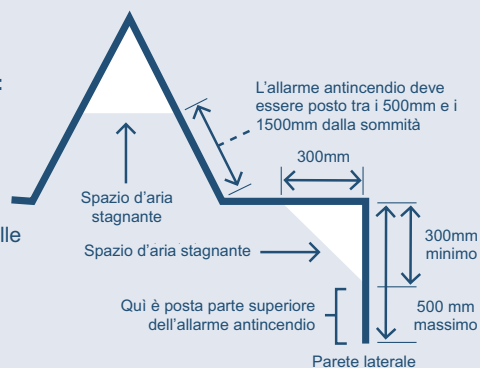 :
L'allarme antincendio deve
essere posto tra i 500mm e i
1500mm dalla sommità
300mm
Spazio d'aria
stagnante
lle
Spazio d'aria stagnante
300mm
minimo
Quì è posta parte superiore
dell'allarme antincendio
500 mm
massimo
Parete laterale